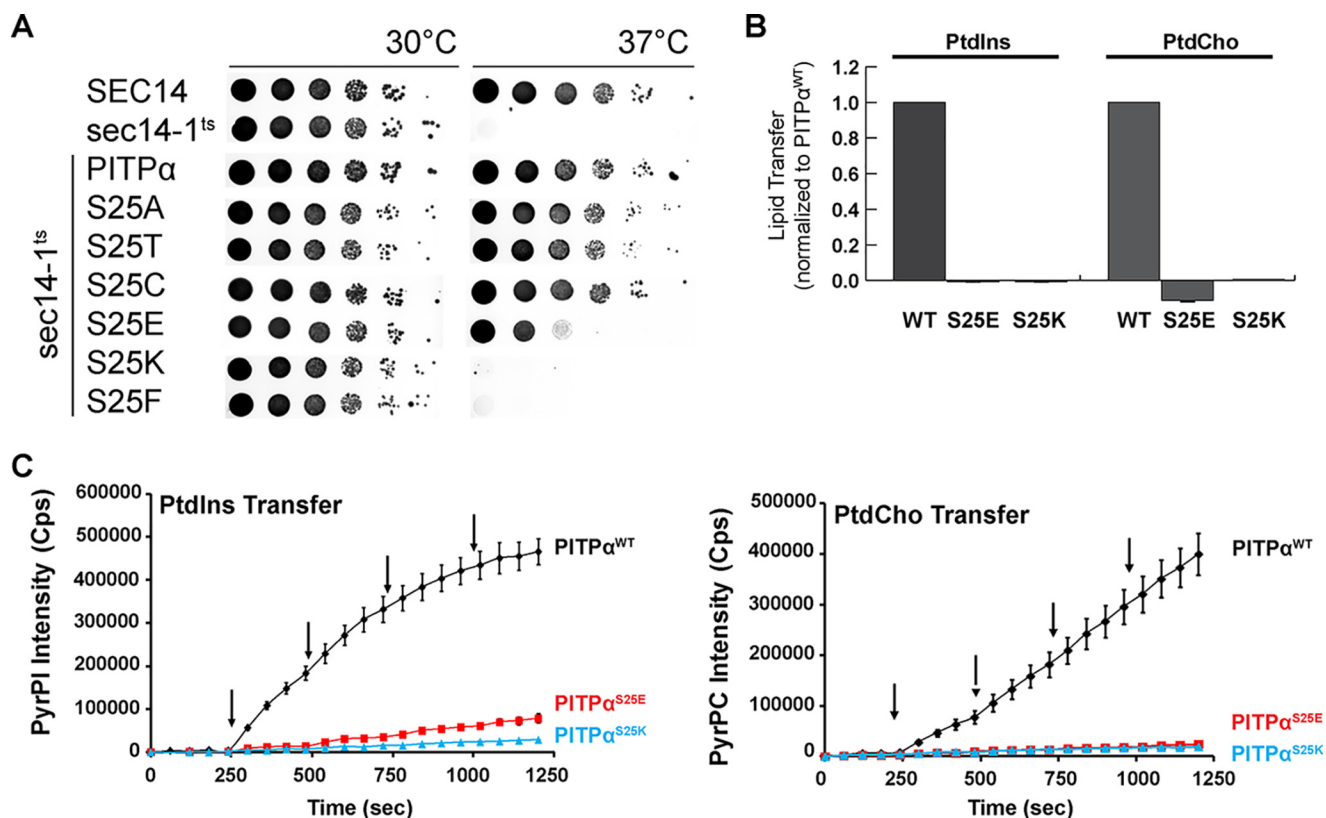 A
30°C 37°C
SEC14
sec14-1ts
PITPα
S25A
S25T
S25C
S25E
S25K
S25F
sec14-1ts
B
PtdIns PtdCho
Lipid Transfer
(normalized to PITPαWT)
1.2
1.0
0.8
0.6
0.4
0.2
0.0
WT S25E S25K WT S25E S25K
C
PtdIns Transfer
PyrPI Intensity (Cps)
600000
500000
400000
300000
200000
100000
0
0 250 500 750 1000 1250
Time (sec)
PITPαWT
PITPαS25E
PITPαS25K
PtdCho Transfer
PyrPC Intensity (Cps)
500000
400000
300000
200000
100000
0
0 250 500 750 1000 1250
Time (sec)
PITPαWT
PITPαS25E
PITPαS25K